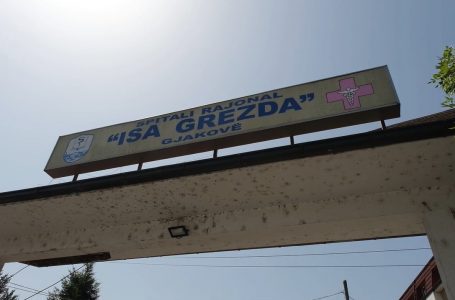 SPITALI RAJONAL
"ISA GREZDA"
GJAKOVË